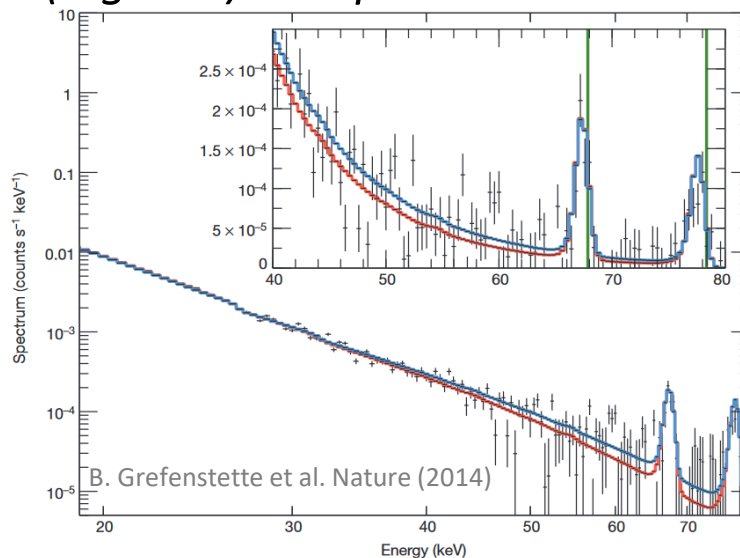 10
1
0.1
0.01
10⁻³
10⁻⁴
10⁻⁵
Spectrum (counts s⁻¹ keV⁻¹)
2.5 × 10⁻⁴
2 × 10⁻⁴
1.5 × 10⁻⁴
10⁻⁴
5 × 10⁻⁵
0
40 50 60 70 80
B. Grefenstette et al. Nature (2014)
20 30 40 50 60 70
Energy (keV)